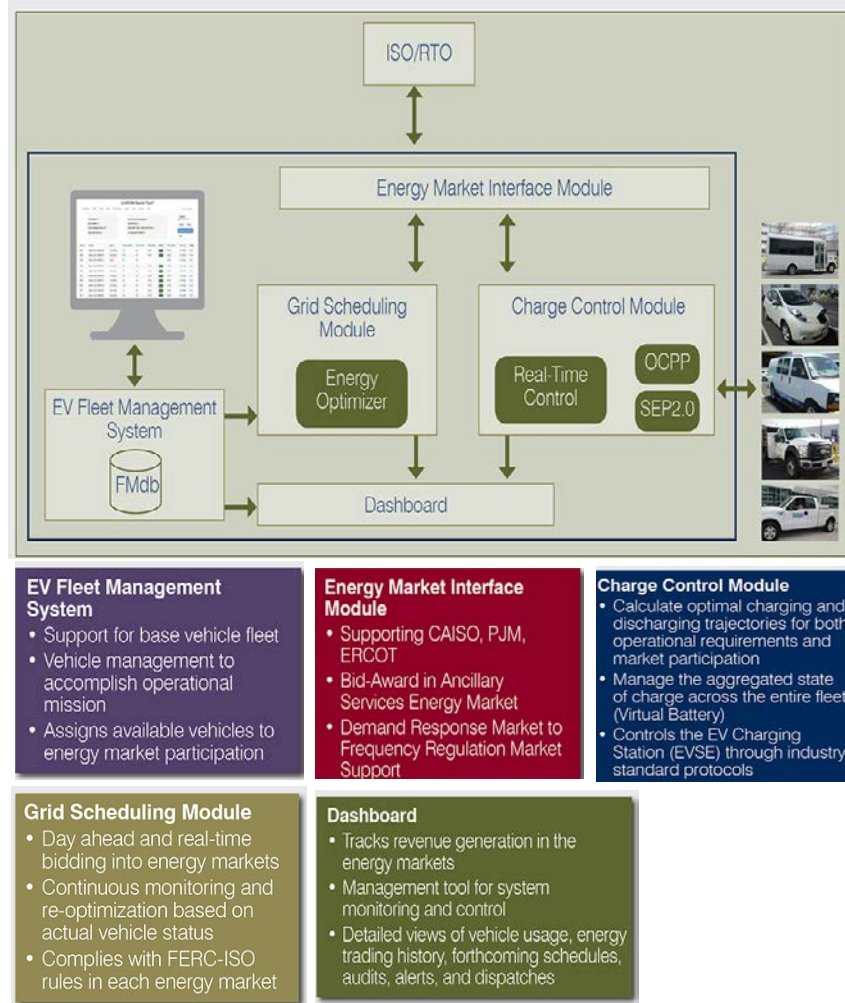 ISO/RTO
Energy Market Interface Module
Grid Scheduling
Module
Energy
Optimizer
Charge Control Module
Real-Time
Control
OCPP
SEP2.0
EV Fleet Management
System
FMdb
Dashboard
EV Fleet Management
System
• Support for base vehicle fleet
• Vehicle management to
accomplish operational
mission
• Assigns available vehicles to
energy market participation
Energy Market Interface
Module
• Supporting CAISO, PJM,
ERCOT
• Bid-Award in Ancillary
Services Energy Market
• Demand Response Market to
Frequency Regulation Market
Support
Charge Control Module
• Calculate optimal charging and
discharging trajectories for both
operational requirements and
market participation
• Manage the aggregated state
of charge across the entire fleet
(Virtual Battery)
• Controls the EV Charging
Station (EVSE) through industry
standard protocols
Grid Scheduling Module
• Day ahead and real-time
bidding into energy markets
• Continuous monitoring and
re-optimization based on
actual vehicle status
• Complies with FERC-ISO
rules in each energy market
Dashboard
• Tracks revenue generation in the
energy markets
• Management tool for system
monitoring and control
• Detailed views of vehicle usage, energy
trading history, forthcoming schedules,
audits, alerts, and dispatches